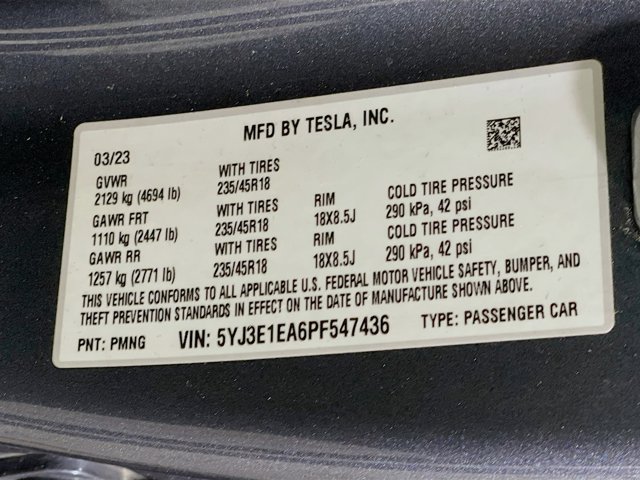 MFD BY TESLA, INC.
03/23
GVWR WITH TIRES
2129 kg (4694 lb) 235/45R18
GAWR FRT WITH TIRES RIM COLD TIRE PRESSURE
1110 kg (2447 lb) 235/45R18 18X8.5J 290 kPa, 42 psi
GAWR RR WITH TIRES RIM COLD TIRE PRESSURE
1257 kg (2771 lb) 235/45R18 18X8.5J 290 kPa, 42 psi
THIS VEHICLE CONFORMS TO ALL APPLICABLE U.S. FEDERAL MOTOR VEHICLE SAFETY, BUMPER, AND
THEFT PREVENTION STANDARDS IN EFFECT ON THE DATE OF MANUFACTURE SHOWN ABOVE.
PNT: PMNG VIN: 5YJ3E1EA6PF547436 TYPE: PASSENGER CAR